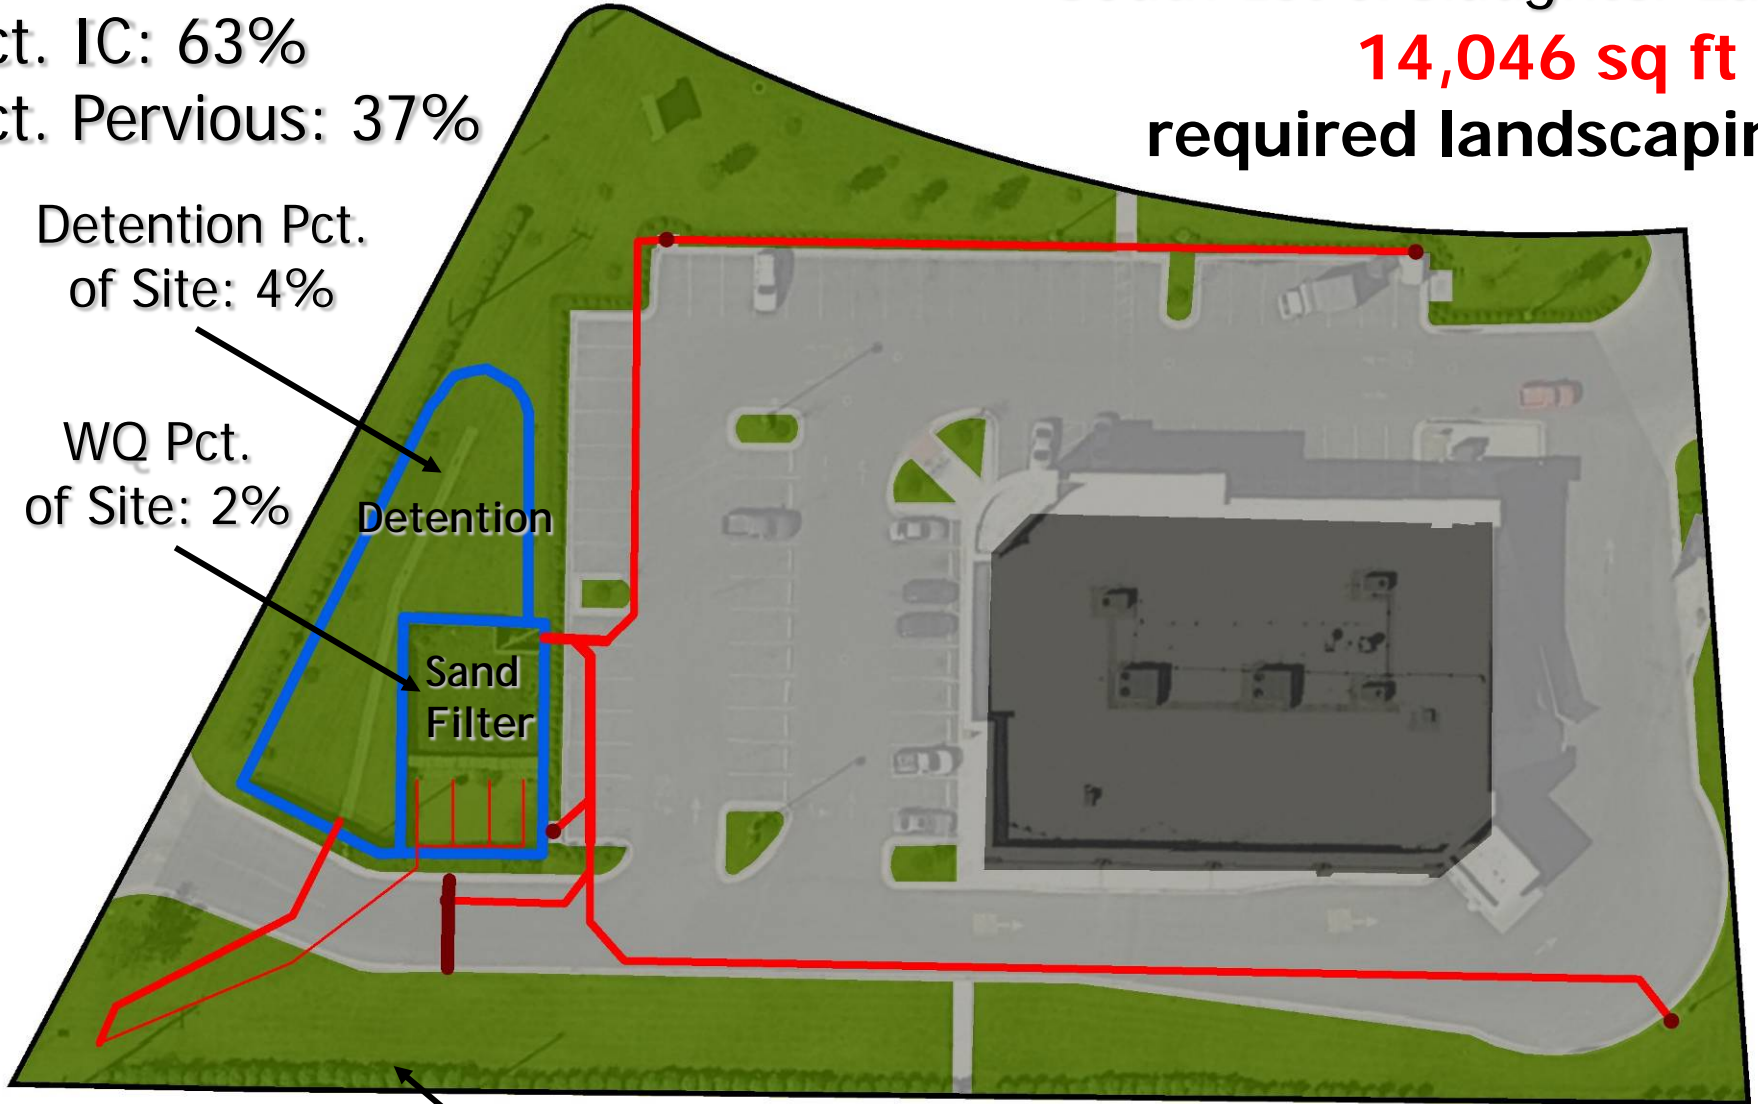 ct. IC: 63%
ct. Pervious: 37%
14,046 sq ft
required landscapin
Detention Pct.
of Site: 4%
WQ Pct.
of Site: 2%
Detention
Sand
Filter